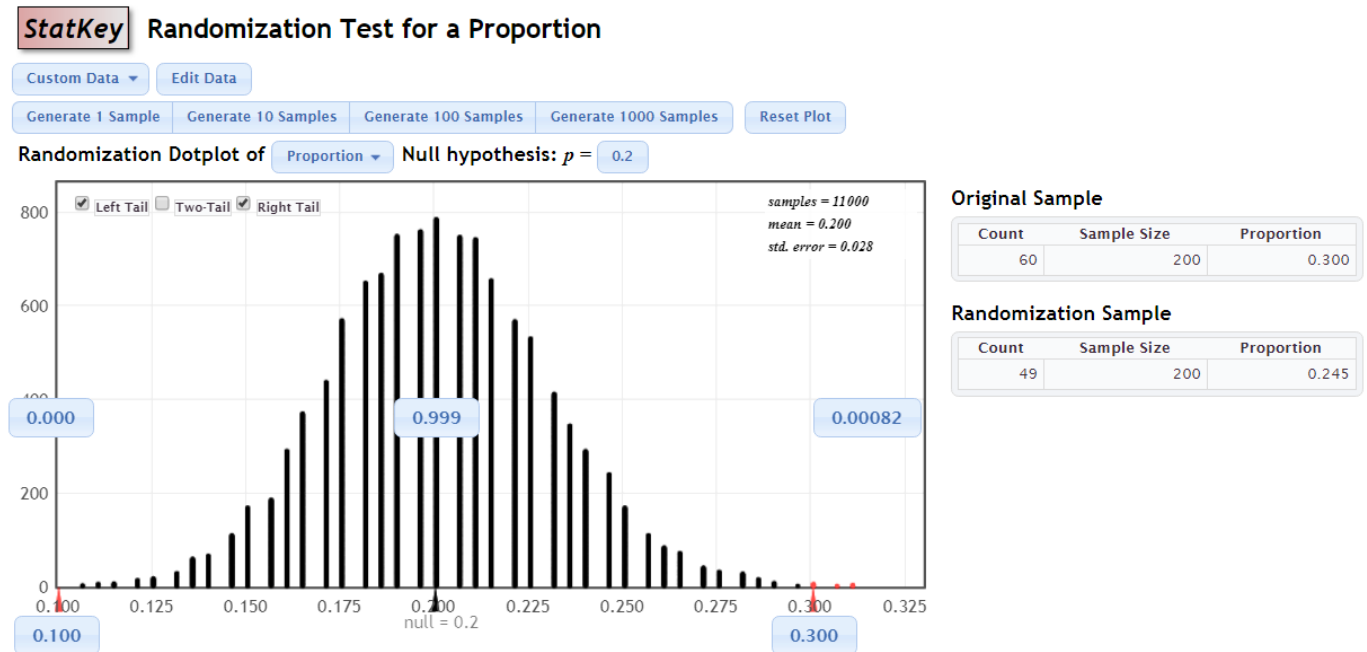 StatKey Randomization Test for a Proportion
Custom Data Edit Data
Generate 1 Sample Generate 10 Samples Generate 100 Samples Generate 1000 Samples Reset Plot
Randomization Dotplot of Proportion Null hypothesis: p = 0.2
Left Tail Two-Tail Right Tail
samples = 11000
mean = 0.200
std. error = 0.028
800
600
400
200
0
0.000 0.999 0.00082
0.100 0.125 0.150 0.175 0.200 0.225 0.250 0.275 0.300 0.325
null = 0.2
0.100 0.300
Original Sample
Count Sample Size Proportion
60 200 0.300
Randomization Sample
Count Sample Size Proportion
49 200 0.245